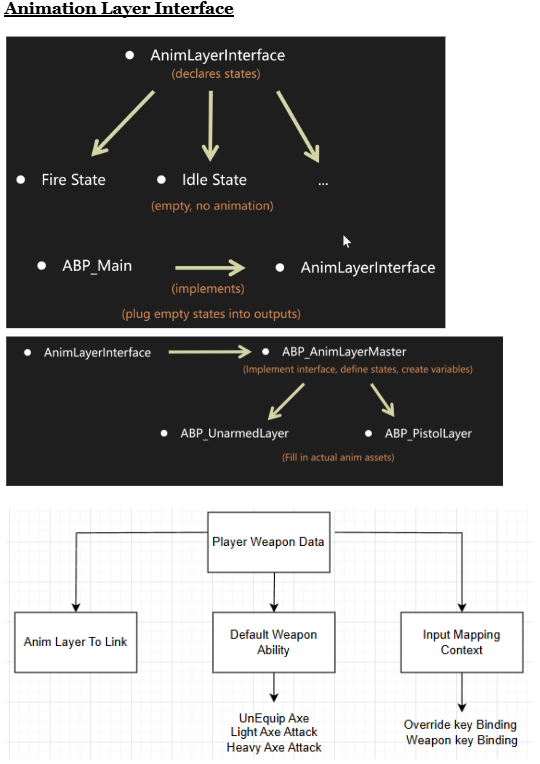 Animation Layer Interface
AnimLayerInterface
(declares states)
Fire State
Idle State
...
(empty, no animation)
ABP_Main
AnimLayerInterface
(implements)
(plug empty states into outputs)
AnimLayerInterface
ABP_AnimLayerMaster
(Implement interface, define states, create variables)
ABP_UnarmedLayer
ABP_PistolLayer
(Fill in actual anim assets)
Player Weapon Data
Anim Layer To Link
Default Weapon
Ability
Input Mapping
Context
UnEquip Axe
Light Axe Attack
Heavy Axe Attack
Override key Binding
Weapon key Binding